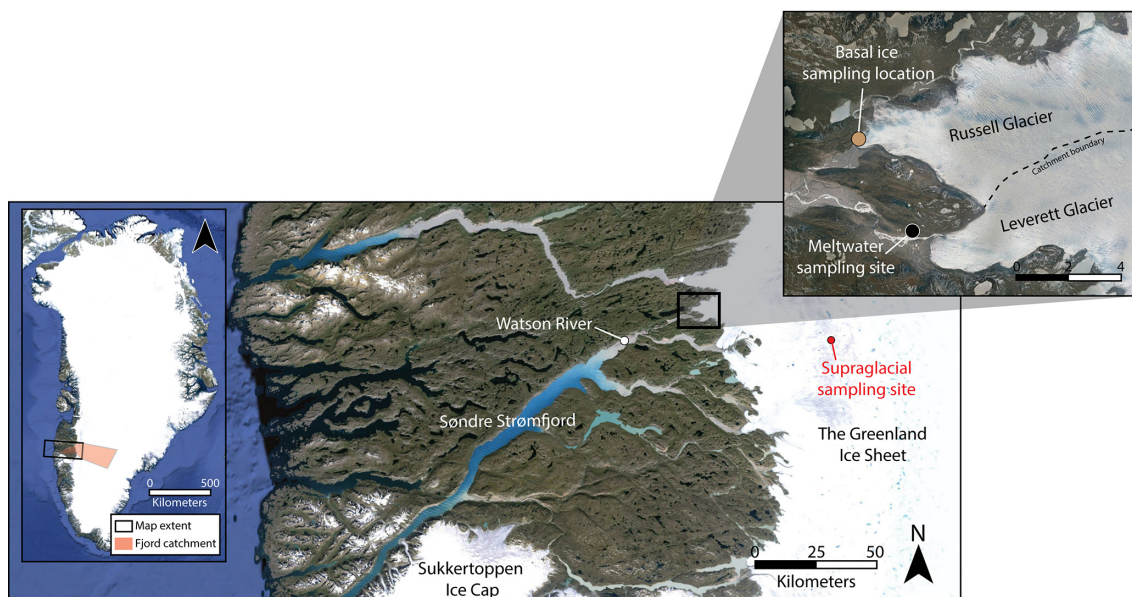 Basal ice
sampling location
Russell Glacier
Catchment boundary
Leverett Glacier
Meltwater
sampling site
0 2 4
Watson River
Supraglacial
sampling site
Søndre Strømfjord
The Greenland
Ice Sheet
0 500
Kilometers
Map extent
Fjord catchment
Sukkertoppen
Ice Cap
0 25 50
Kilometers
N